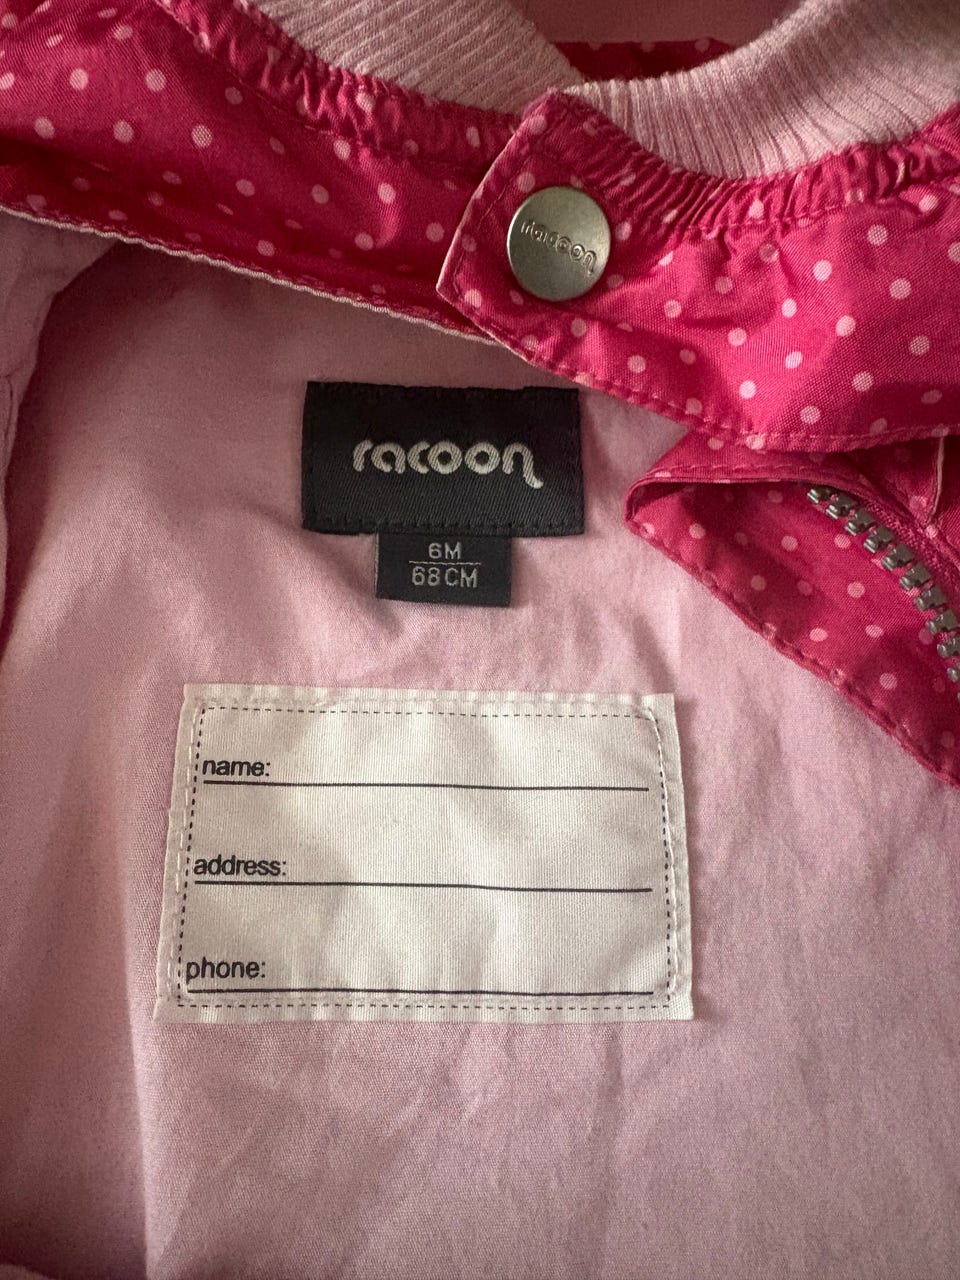 racoon
racoon
6M
68CM
name:
address:
phone: